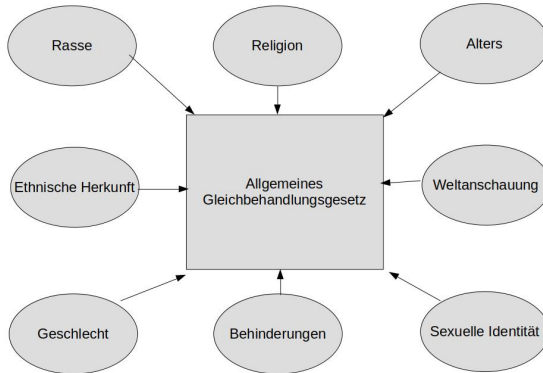 Rasse
Religion
Alters
Ethnische Herkunft
Allgemeines
Gleichbehandlungsgesetz
Weltanschauung
Geschlecht
Behinderungen
Sexuelle Identität